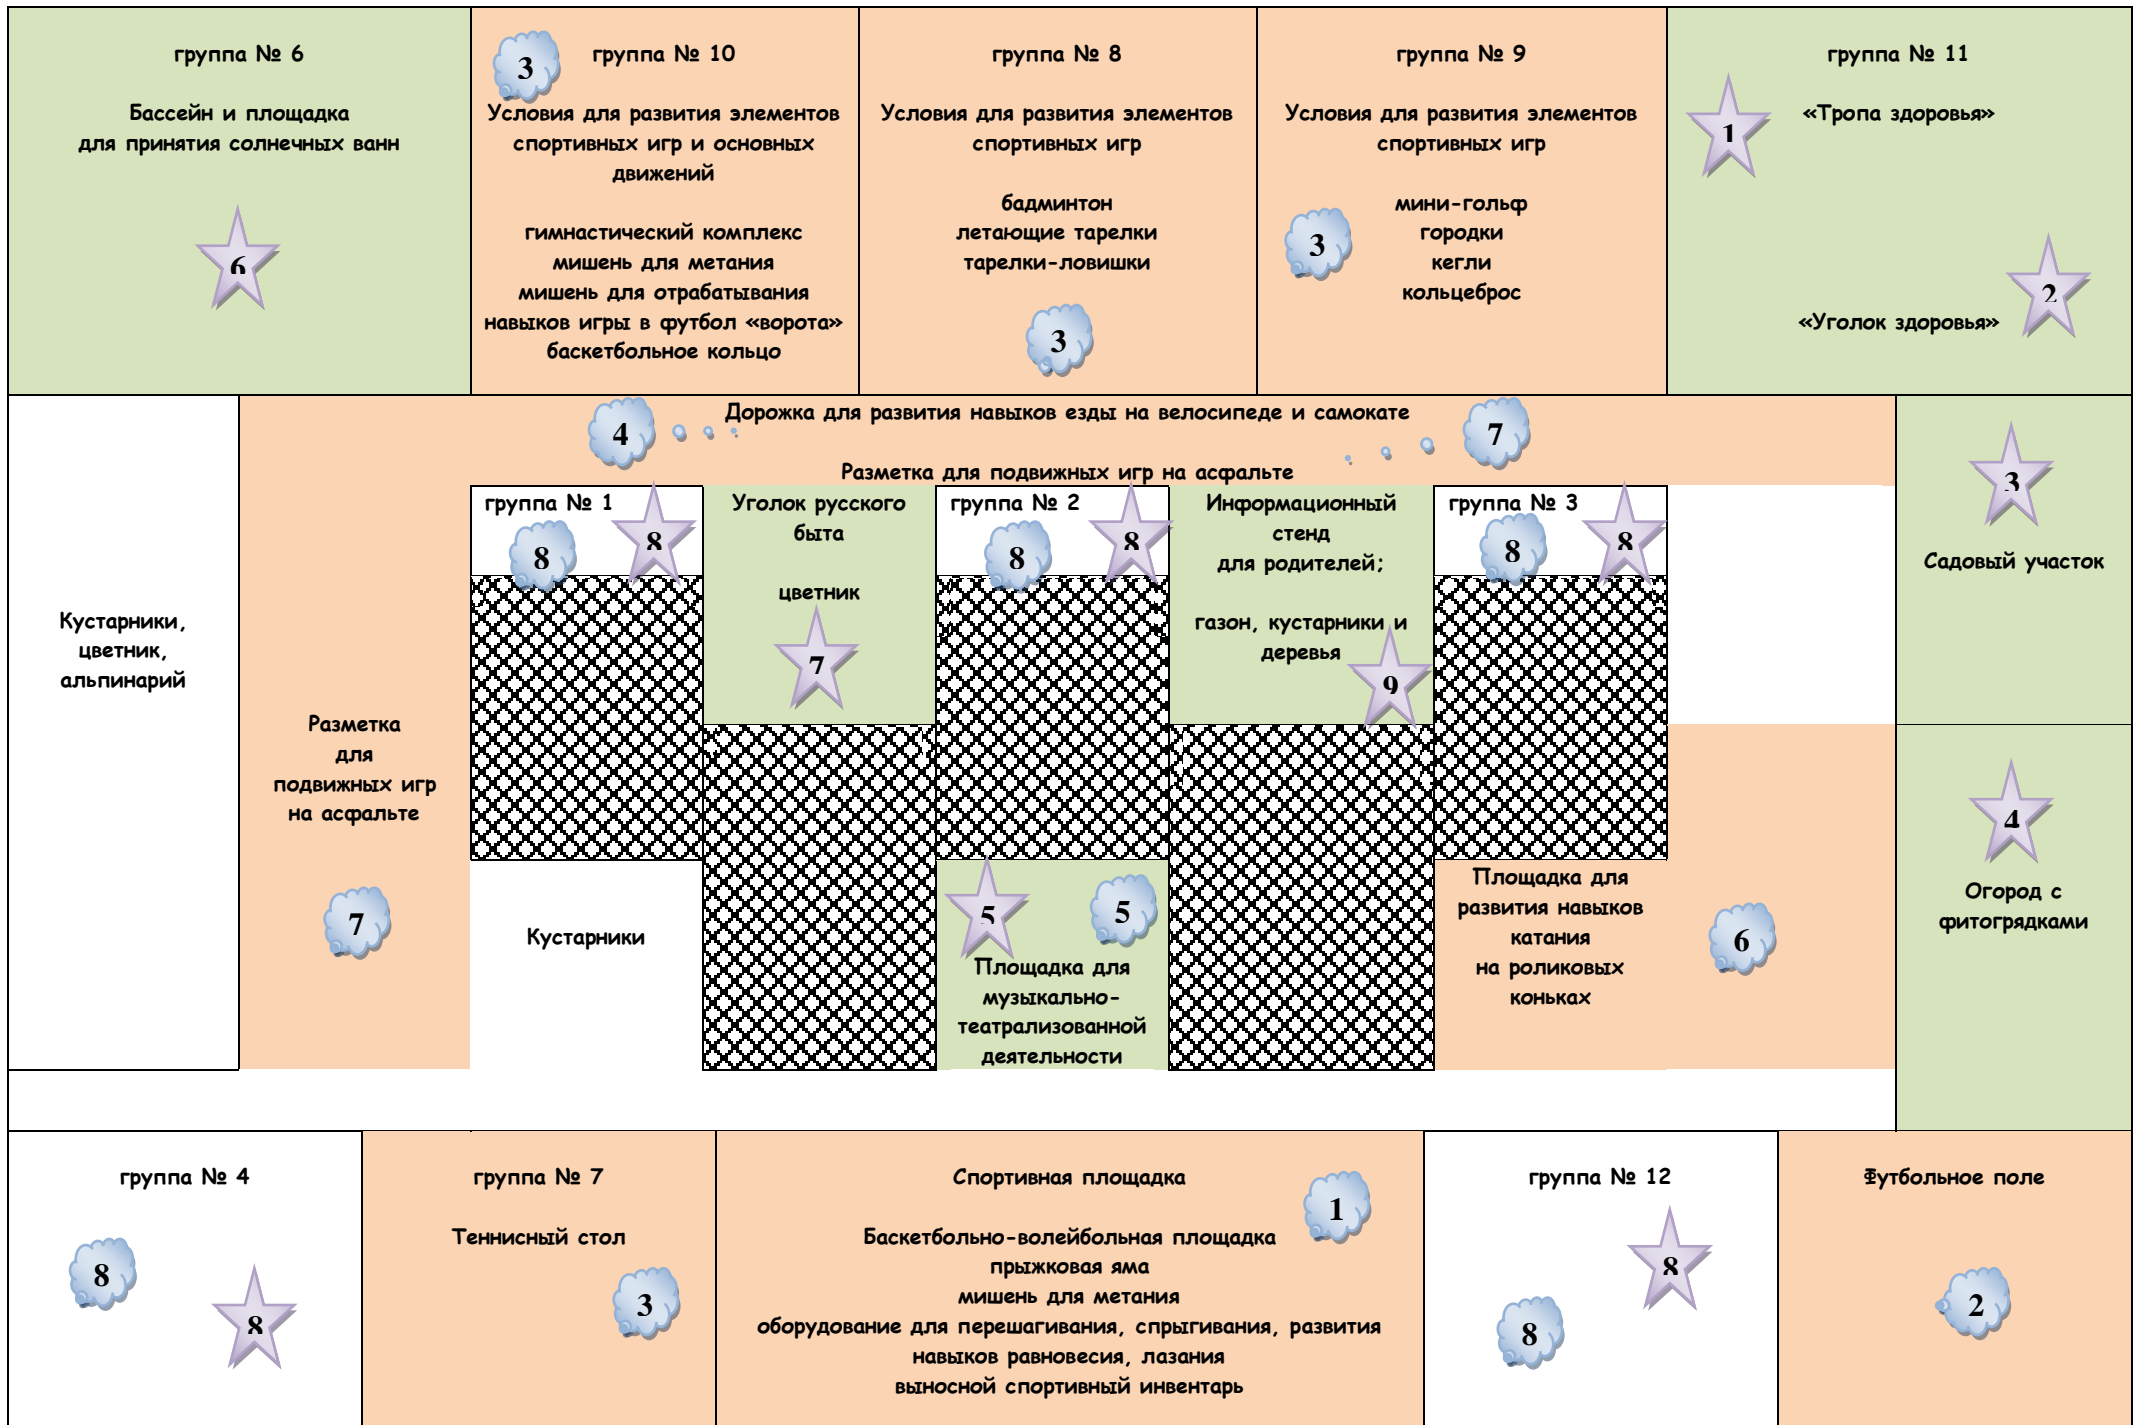 группа № 6
Бассейн и площадка
для принятия солнечных ванн
6
3
группа № 10
Условия для развития элементов
спортивных игр и основных
движений
гимнастический комплекс
мишень для метания
мишень для отрабатывания
навыков игры в футбол «ворота»
баскетбольное кольцо
группа № 8
Условия для развития элементов
спортивных игр
бадминтон
летающие тарелки
тарелки-ловишки
3
группа № 9
Условия для развития элементов
спортивных игр
мини-гольф
городки
кегли
кольцеброс
3
группа № 11
1
«Тропа здоровья»
2
«Уголок здоровья»
Дорожка для развития навыков езды на велосипеде и самокате
4
7
Разметка для подвижных игр на асфальте
Кустарники,
цветник,
альпинарий
Разметка
для
подвижных игр
на асфальте
7
группа № 1
8
8
Уголок русского
быта
цветник
7
группа № 2
8
8
Информационный
стенд
для родителей;
газон, кустарники и
деревья
9
группа № 3
8
8
3
Садовый участок
4
Огород с
фитогрядками
Кустарники
5
5
Площадка для
музыкально-
театрализованной
деятельности
Площадка для
развития навыков
катания
на роликовых
коньках
6
группа № 4
8
8
группа № 7
Теннисный стол
3
Спортивная площадка
1
Баскетбольно-волейбольная площадка
прыжковая яма
мишень для метания
оборудование для перешагивания, спрыгивания, развития
навыков равновесия, лазания
выносной спортивный инвентарь
группа № 12
8
8
Футбольное поле
2